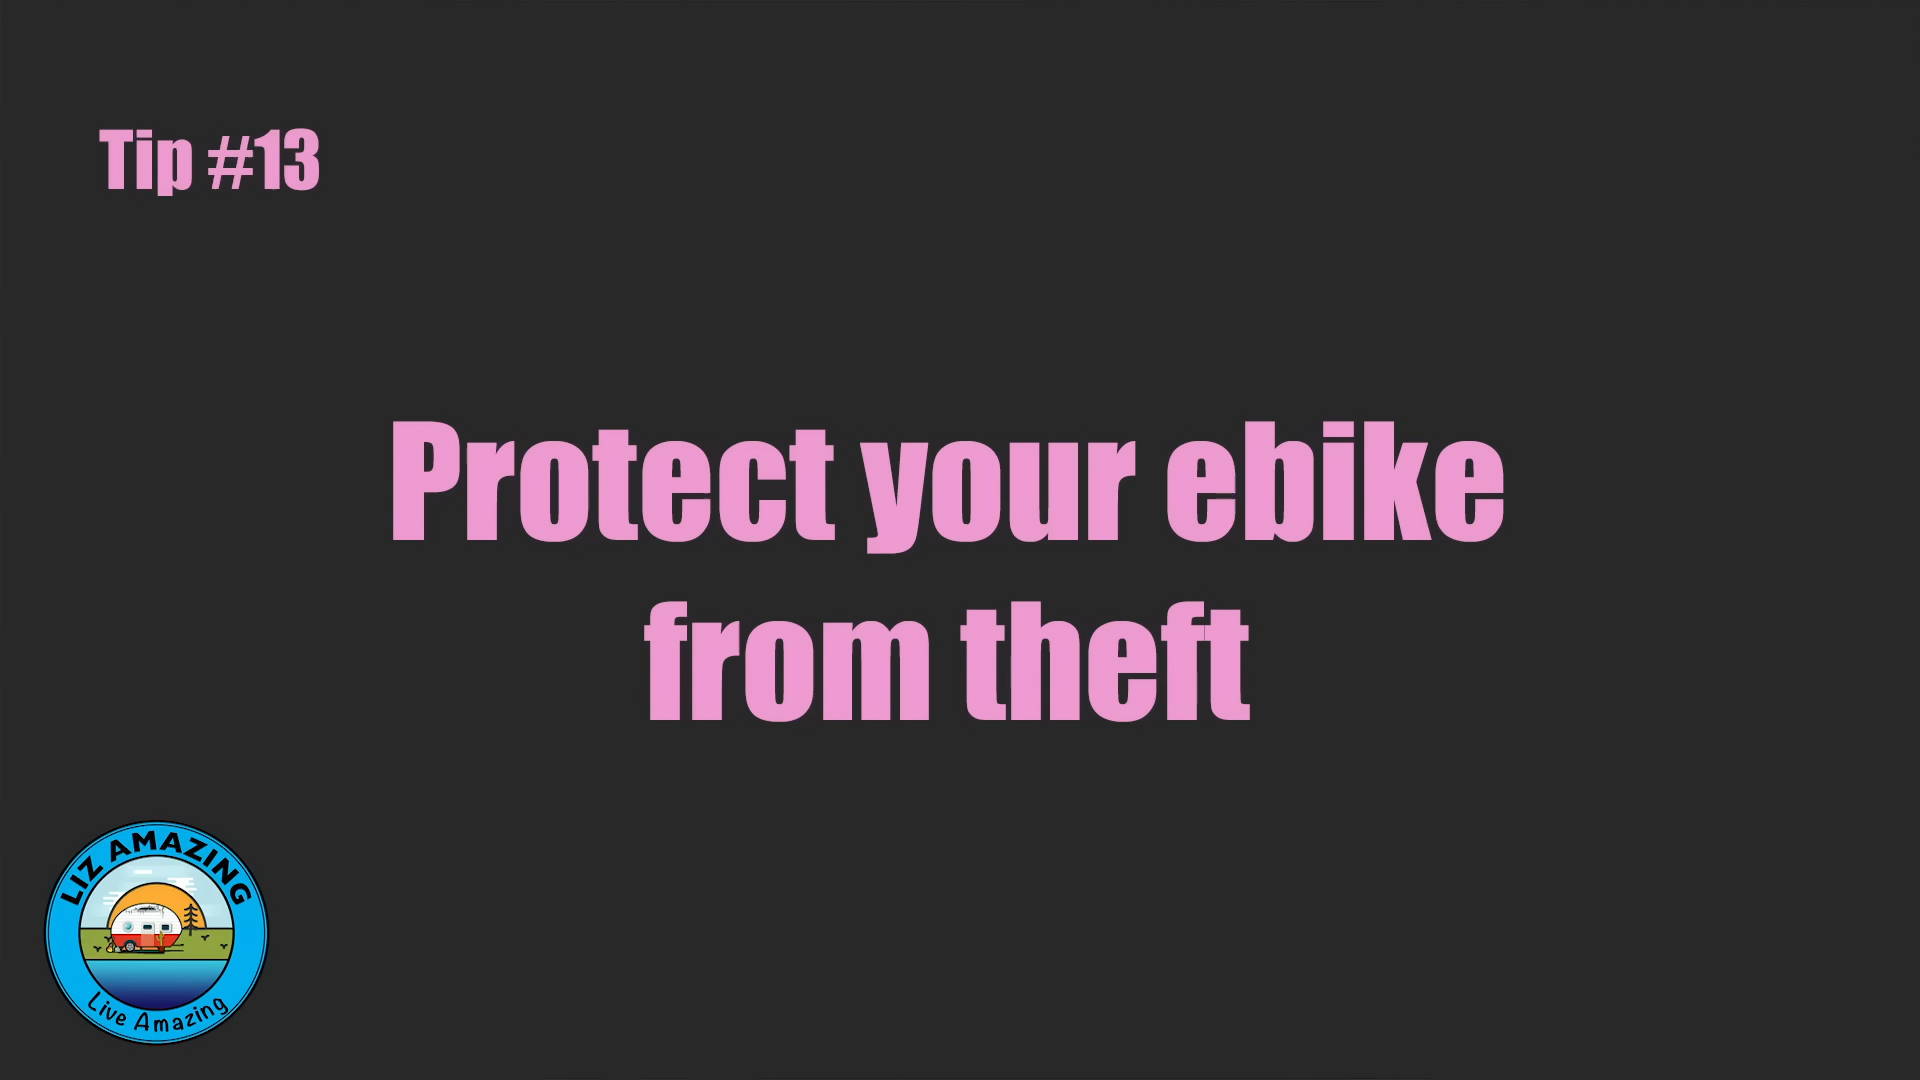 Tip #13
Protect your ebike
from theft
LIZ AMAZING
Live Amazing